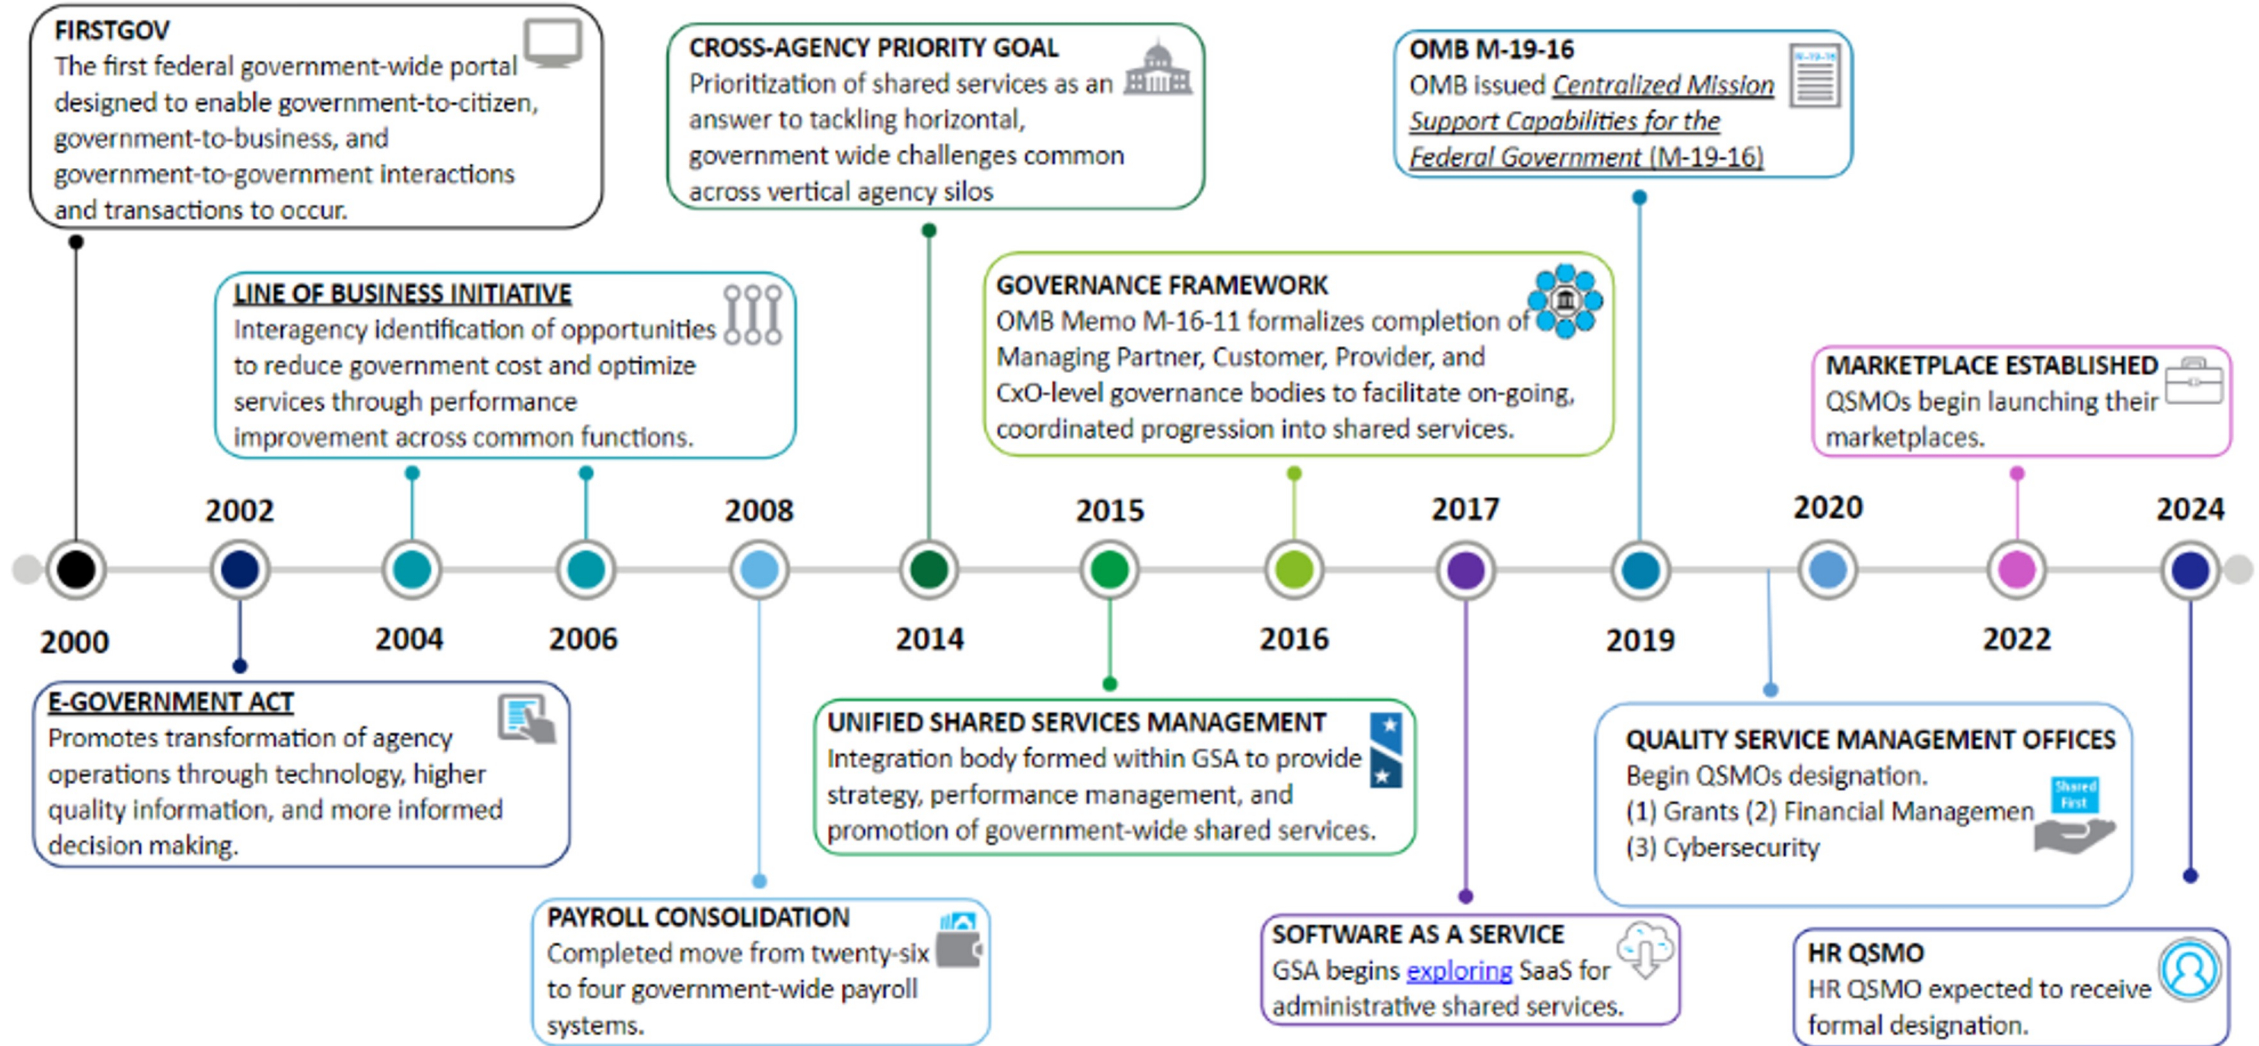 FIRSTGOV
The first federal government-wide portal
designed to enable government-to-citizen,
government-to-business, and
government-to-government interactions
and transactions to occur.
CROSS-AGENCY PRIORITY GOAL
Prioritization of shared services as an
answer to tackling horizontal,
government wide challenges common
across vertical agency silos
OMB M-19-16
OMB issued Centralized Mission
Support Capabilities for the
Federal Government (M-19-16)
M-19-16
LINE OF BUSINESS INITIATIVE
Interagency identification of opportunities
to reduce government cost and optimize
services through performance
improvement across common functions.
GOVERNANCE FRAMEWORK
OMB Memo M-16-11 formalizes completion of
Managing Partner, Customer, Provider, and
CxO-level governance bodies to facilitate on-going,
coordinated progression into shared services.
MARKETPLACE ESTABLISHED
QSMOs begin launching their
marketplaces.
2002
2008
2015
2017
2020
2024
2000
2004
2006
2014
2016
2019
2022
E-GOVERNMENT ACT
Promotes transformation of agency
operations through technology, higher
quality information, and more informed
decision making.
UNIFIED SHARED SERVICES MANAGEMENT
Integration body formed within GSA to provide
strategy, performance management, and
promotion of government-wide shared services.
QUALITY SERVICE MANAGEMENT OFFICES
Begin QSMOs designation.
(1) Grants (2) Financial Managemen
(3) Cybersecurity
Shared
First
PAYROLL CONSOLIDATION
Completed move from twenty-six
to four government-wide payroll
systems.
SOFTWARE AS A SERVICE
GSA begins exploring SaaS for
administrative shared services.
HR QSMO
HR QSMO expected to receive
formal designation.